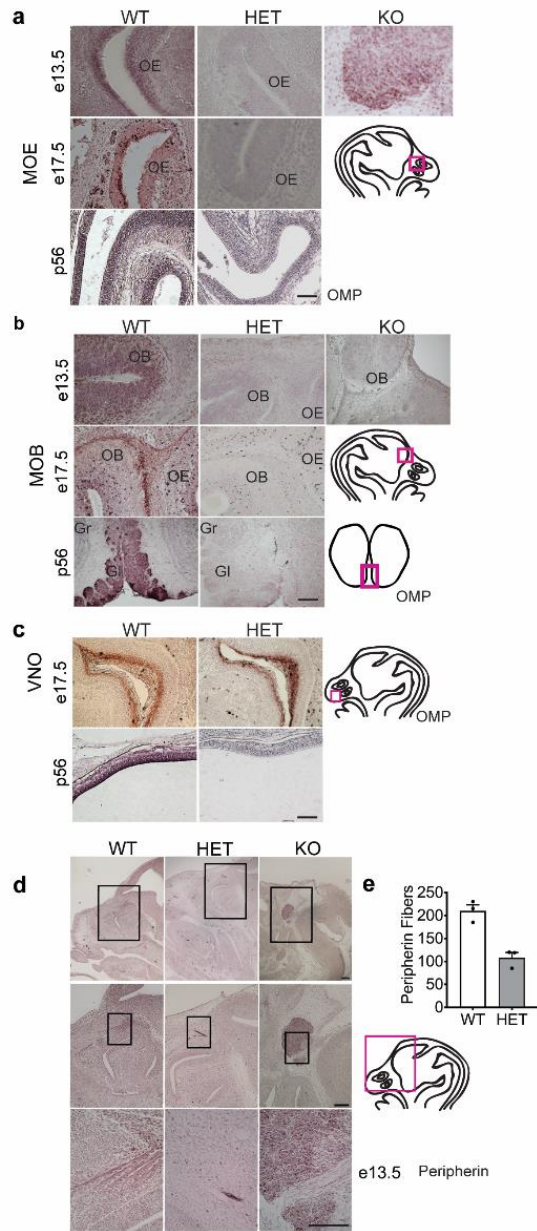 a
WT HET KO
e13.5 OE OE
MOE e17.5 OE OE
p56 OMP
b
WT HET KO
e13.5 OB OB OE OB
MOB e17.5 OB OE OB OE
p56 Gr Gl Gr Gl OMP
c
WT HET
VNO e17.5 OMP
p56
d
WT HET KO
e
Peripherin Fibers
250
200
150
100
50
0
WT HET
e13.5 Peripherin